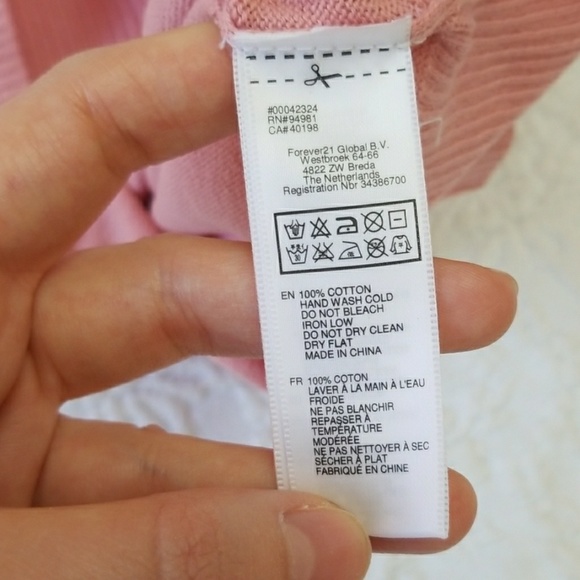 #00042324
RN#94981
CA#40198
Forever21 Global B.V.
Westbroek 64-66
4822 ZW Breda
The Netherlands
Registration Nbr 34386700
EN 100% COTTON
HAND WASH COLD
DO NOT BLEACH
IRON LOW
DO NOT DRY CLEAN
DRY FLAT
MADE IN CHINA
FR 100% COTON
LAVER À LA MAIN À L'EAU
FROIDE
NE PAS BLANCHIR
REPASSER À
TEMPÉRATURE
MODÉRÉE
NE PAS NETTOYER À SEC
SÉCHER À PLAT
FABRIQUÉ EN CHINE